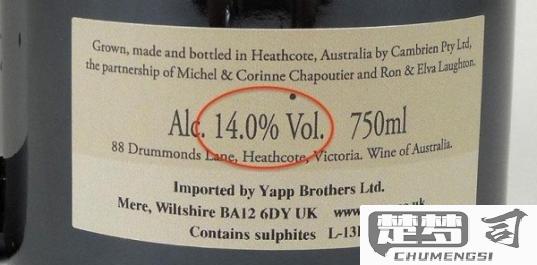 Grown, made and bottled in Heathcote, Australia by Cambrien Pty Ltd,
the partnership of Michel & Corinne Chapoutier and Ron & Elva Laughton.
Alc. 14.0% Vol. 750ml
88 Drummonds Lane, Heathcote, Victoria. Wine of Australia.
Imported by Yapp Brothers Ltd.
Mere, Wiltshire BA12 6DY UK
Contains sulphites
楚梦司
CHUMENGSI